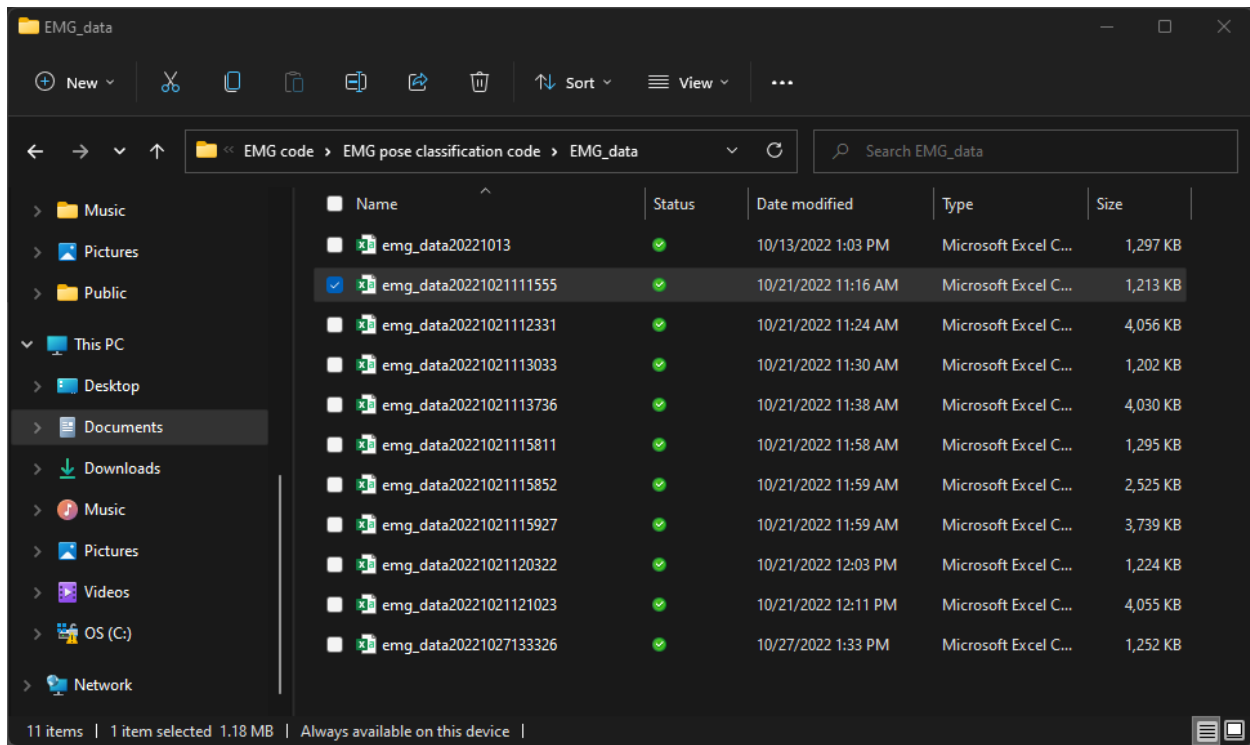 EMG_data
New Sort View ...
« EMG code > EMG pose classification code > EMG_data Search EMG_data
Music
Pictures
Public
This PC
Desktop
Documents
Downloads
Music
Pictures
Videos
OS (C:)
Network
Name Status Date modified Type Size
emg_data20221013 10/13/2022 1:03 PM Microsoft Excel C... 1,297 KB
emg_data20221021111555 10/21/2022 11:16 AM Microsoft Excel C... 1,213 KB
emg_data20221021112331 10/21/2022 11:24 AM Microsoft Excel C... 4,056 KB
emg_data20221021113033 10/21/2022 11:30 AM Microsoft Excel C... 1,202 KB
emg_data20221021113736 10/21/2022 11:38 AM Microsoft Excel C... 4,030 KB
emg_data20221021115811 10/21/2022 11:58 AM Microsoft Excel C... 1,295 KB
emg_data20221021115852 10/21/2022 11:59 AM Microsoft Excel C... 2,525 KB
emg_data20221021115927 10/21/2022 11:59 AM Microsoft Excel C... 3,739 KB
emg_data20221021120322 10/21/2022 12:03 PM Microsoft Excel C... 1,224 KB
emg_data20221021121023 10/21/2022 12:11 PM Microsoft Excel C... 4,055 KB
emg_data20221027133326 10/27/2022 1:33 PM Microsoft Excel C... 1,252 KB
11 items | 1 item selected 1.18 MB | Always available on this device |